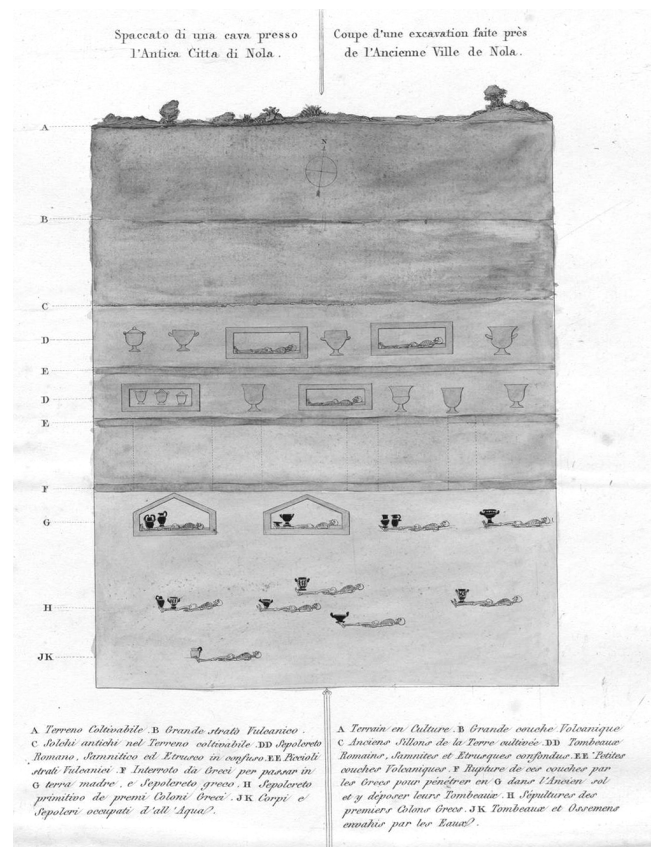 Spaccato di una cava presso
l'Antica Citta di Nola .
Coupe d'une excavation faite près
de l'Ancienne Ville de Nola .
A
N
B
C
D
E
D
E
F
G
H
JK
A Terreno Coltivabile . B Grande strato Vulcanico .
C Solchi antichi nel Terreno coltivabile . DD Sepolcreto
Romano, Sannitico ed Etrusco in confuso . EE Piccioli
strati Vulcanici . F Interroto da Greci per passar in
G terra madre, e Sepolcreto greco . H Sepolcreto
primitivo de premi Coloni Greci . JK Corpi e
Sepolcri occupati d'all 'Aqua .
A Terrain en Culture . B Grande couche Volcanique
C Anciens Sillons de la Terre cultivée . DD Tombeaux
Romains, Samnites et Etrusques confondus . EE Petites
couches Volcaniques . F Rupture de ces couches par
les Grecs pour pénétrer en G dans l'Ancien sol
et y déposer leurs Tombeaux . H Sépultures des
premiers Colons Grecs . JK Tombeaux et Ossemens
envahis par les Eaux .